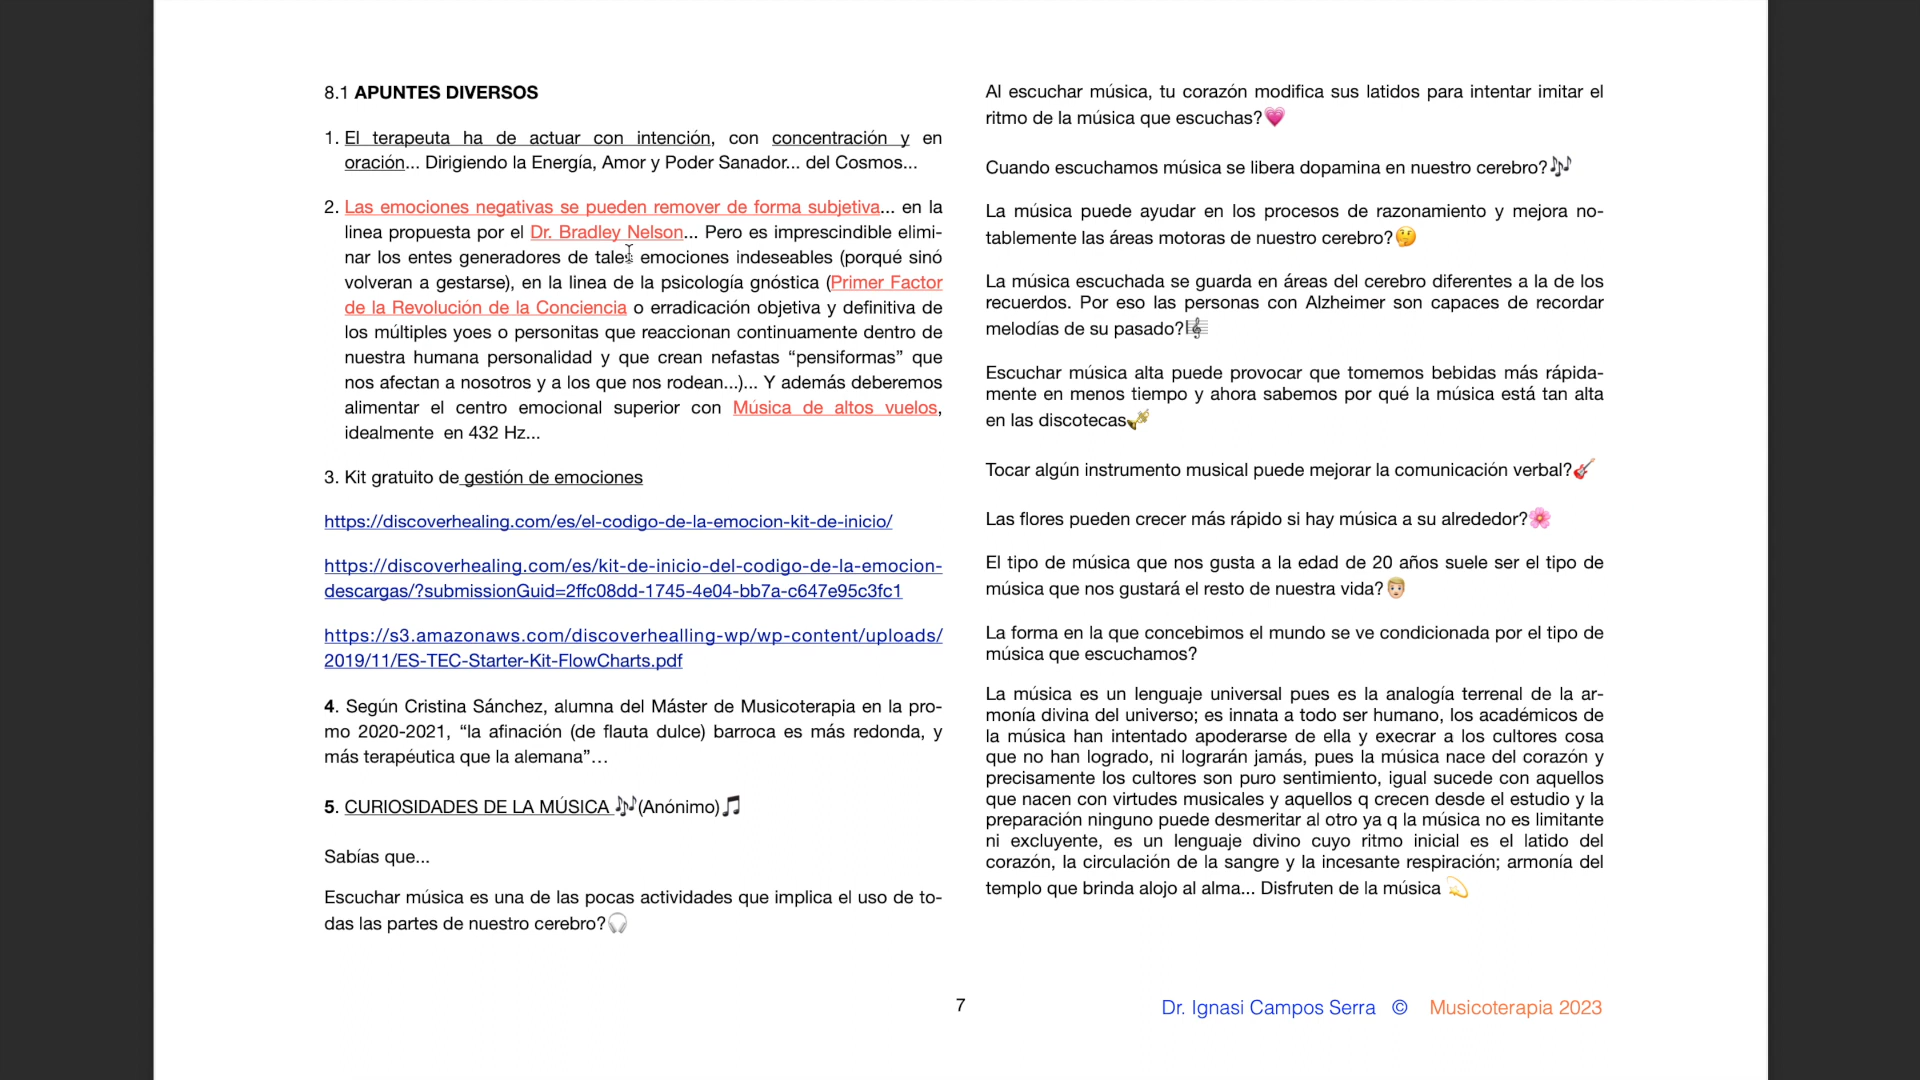 8.1 APUNTES DIVERSOS
1. El terapeuta ha de actuar con intención, con concentración y en
oración... Dirigiendo la Energía, Amor y Poder Sanador... del Cosmos...
2. Las emociones negativas se pueden remover de forma subjetiva... en la
linea propuesta por el Dr. Bradley Nelson... Pero es imprescindible elimi-
nar los entes generadores de tales emociones indeseables (porqué sinó
volveran a gestarse), en la linea de la psicología gnóstica (Primer Factor
de la Revolución de la Conciencia o erradicación objetiva y definitiva de
los múltiples yoes o personitas que reaccionan continuamente dentro de
nuestra humana personalidad y que crean nefastas “pensiformas” que
nos afectan a nosotros y a los que nos rodean...)... Y además deberemos
alimentar el centro emocional superior con Música de altos vuelos,
idealmente en 432 Hz...
3. Kit gratuito de gestión de emociones
https://discoverhealing.com/es/el-codigo-de-la-emocion-kit-de-inicio/
https://discoverhealing.com/es/kit-de-inicio-del-codigo-de-la-emocion-
descargas/?submissionGuid=2ffc08dd-1745-4e04-bb7a-c647e95c3fc1
https://s3.amazonaws.com/discoverhealling-wp/wp-content/uploads/
2019/11/ES-TEC-Starter-Kit-FlowCharts.pdf
4. Según Cristina Sánchez, alumna del Máster de Musicoterapia en la pro-
mo 2020-2021, “la afinación (de flauta dulce) barroca es más redonda, y
más terapéutica que la alemana”…
5. CURIOSIDADES DE LA MÚSICA 🎶(Anónimo)🎵
Sabías que...
Escuchar música es una de las pocas actividades que implica el uso de to-
das las partes de nuestro cerebro?🎧
Al escuchar música, tu corazón modifica sus latidos para intentar imitar el
ritmo de la música que escuchas?💗
Cuando escuchamos música se libera dopamina en nuestro cerebro?🎶
La música puede ayudar en los procesos de razonamiento y mejora no-
tablemente las áreas motoras de nuestro cerebro?🤔
La música escuchada se guarda en áreas del cerebro diferentes a la de los
recuerdos. Por eso las personas con Alzheimer son capaces de recordar
melodías de su pasado?🎼
Escuchar música alta puede provocar que tomemos bebidas más rápida-
mente en menos tiempo y ahora sabemos por qué la música está tan alta
en las discotecas🎺
Tocar algún instrumento musical puede mejorar la comunicación verbal?🎸
Las flores pueden crecer más rápido si hay música a su alrededor?🌸
El tipo de música que nos gusta a la edad de 20 años suele ser el tipo de
música que nos gustará el resto de nuestra vida?👨🏼
La forma en la que concebimos el mundo se ve condicionada por el tipo de
música que escuchamos?
La música es un lenguaje universal pues es la analogía terrenal de la ar-
monía divina del universo; es innata a todo ser humano, los académicos de
la música han intentado apoderarse de ella y execrar a los cultores cosa
que no han logrado, ni lograrán jamás, pues la música nace del corazón y
precisamente los cultores son puro sentimiento, igual sucede con aquellos
que nacen con virtudes musicales y aquellos q crecen desde el estudio y la
preparación ninguno puede desmeritar al otro ya q la música no es limitante
ni excluyente, es un lenguaje divino cuyo ritmo inicial es el latido del
corazón, la circulación de la sangre y la incesante respiración; armonía del
templo que brinda alojo al alma... Disfruten de la música 💫
7
Dr. Ignasi Campos Serra © Musicoterapia 2023